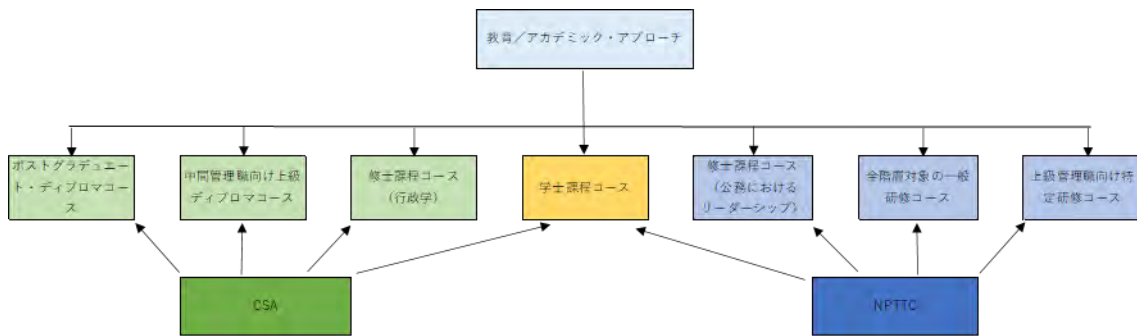 教育／アカデミック・アプローチ
ポストグラデュエー
ト・ディプロマコー
ス
中間管理職向け上級
ディプロマコース
修士課程コース
（行政学）
学士課程コース
修士課程コース
（公務における
リーダーシップ）
全階層対象の一般
研修コース
上級管理職向け特
定研修コース
CSA
NPTTC